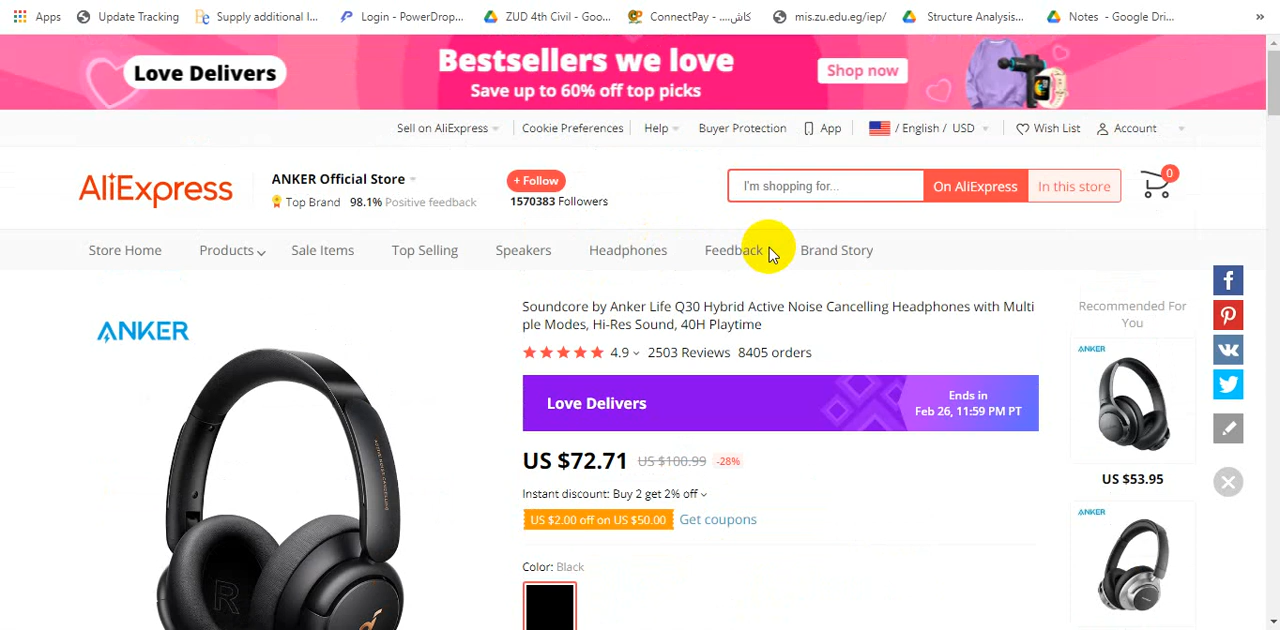 Apps Update Tracking Supply additional I... Login - PowerDrop... ZUD 4th Civil - Goo... ConnectPay - ....كاش mis.zu.edu.eg/iep/ Structure Analysis... Notes - Google Dri... »
Love Delivers
Bestsellers we love
Save up to 60% off top picks
Shop now
Sell on AliExpress Cookie Preferences Help Buyer Protection App / English / USD Wish List Account
AliExpress
ANKER Official Store
Top Brand 98.1% Positive feedback
+ Follow
1570383 Followers
I'm shopping for... On AliExpress In this store
0
Store Home Products Sale Items Top Selling Speakers Headphones Feedback Brand Story
ANKER
R
Soundcore by Anker Life Q30 Hybrid Active Noise Cancelling Headphones with Multi
ple Modes, Hi-Res Sound, 40H Playtime
4.9 2503 Reviews 8405 orders
Love Delivers
Ends in
Feb 26, 11:59 PM PT
US $72.71 US $100.99 -28%
Instant discount: Buy 2 get 2% off
US $2.00 off on US $50.00 Get coupons
Color: Black
Recommended For
You
ANKER
US $53.95
ANKER